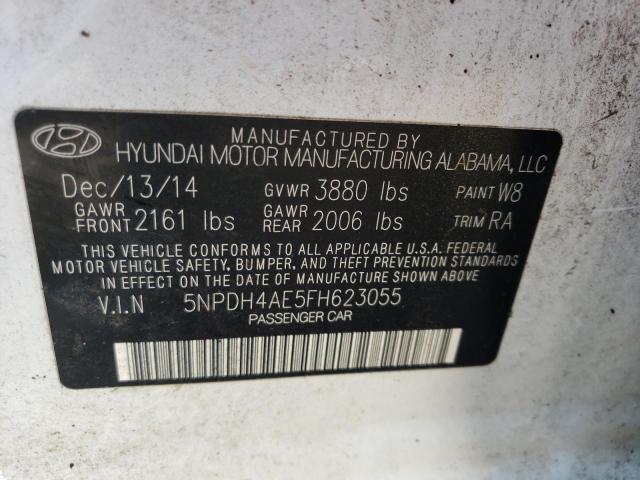 MANUFACTURED BY
HYUNDAI MOTOR MANUFACTURING ALABAMA, LLC
Dec/13/14 GVWR 3880 lbs PAINT W8
GAWR FRONT 2161 lbs GAWR REAR 2006 lbs TRIM RA
THIS VEHICLE CONFORMS TO ALL APPLICABLE U.S.A. FEDERAL
MOTOR VEHICLE SAFETY, BUMPER, AND THEFT PREVENTION STANDARDS
IN EFFECT ON THE DATE OF MANUFACTURE SHOWN ABOVE.
V.I.N 5NPDH4AE5FH623055
PASSENGER CAR